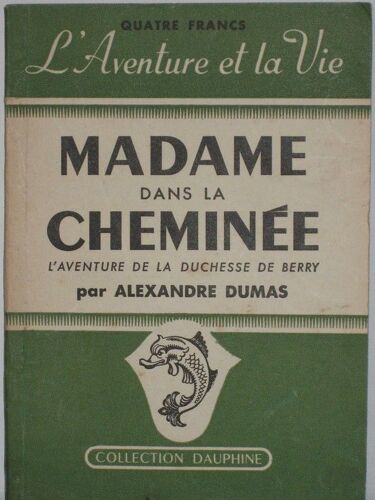 QUATRE FRANCS
L'Aventure et la Vie
MADAME
DANS LA
CHEMINÉE
L'AVENTURE DE LA DUCHESSE DE BERRY
par ALEXANDRE DUMAS
COLLECTION DAUPHINE